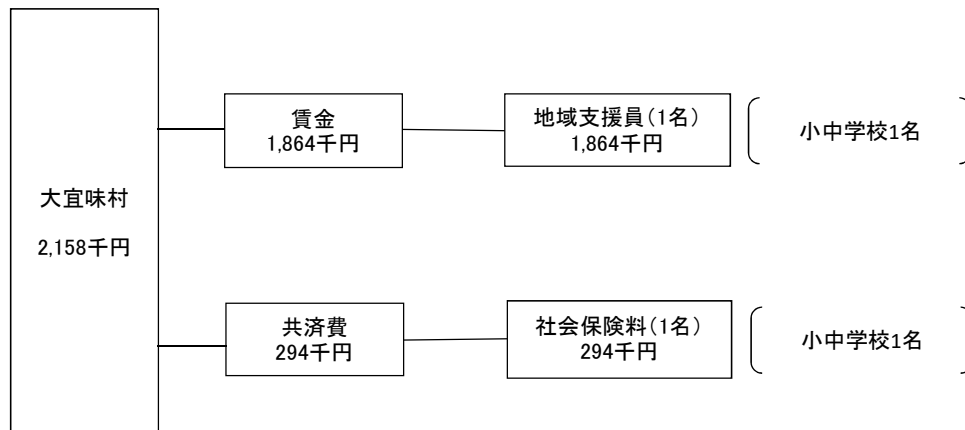 大宜味村
2,158千円
賃金
1,864千円
地域支援員(1名)
1,864千円
小中学校1名
共済費
294千円
社会保険料(1名)
294千円
小中学校1名